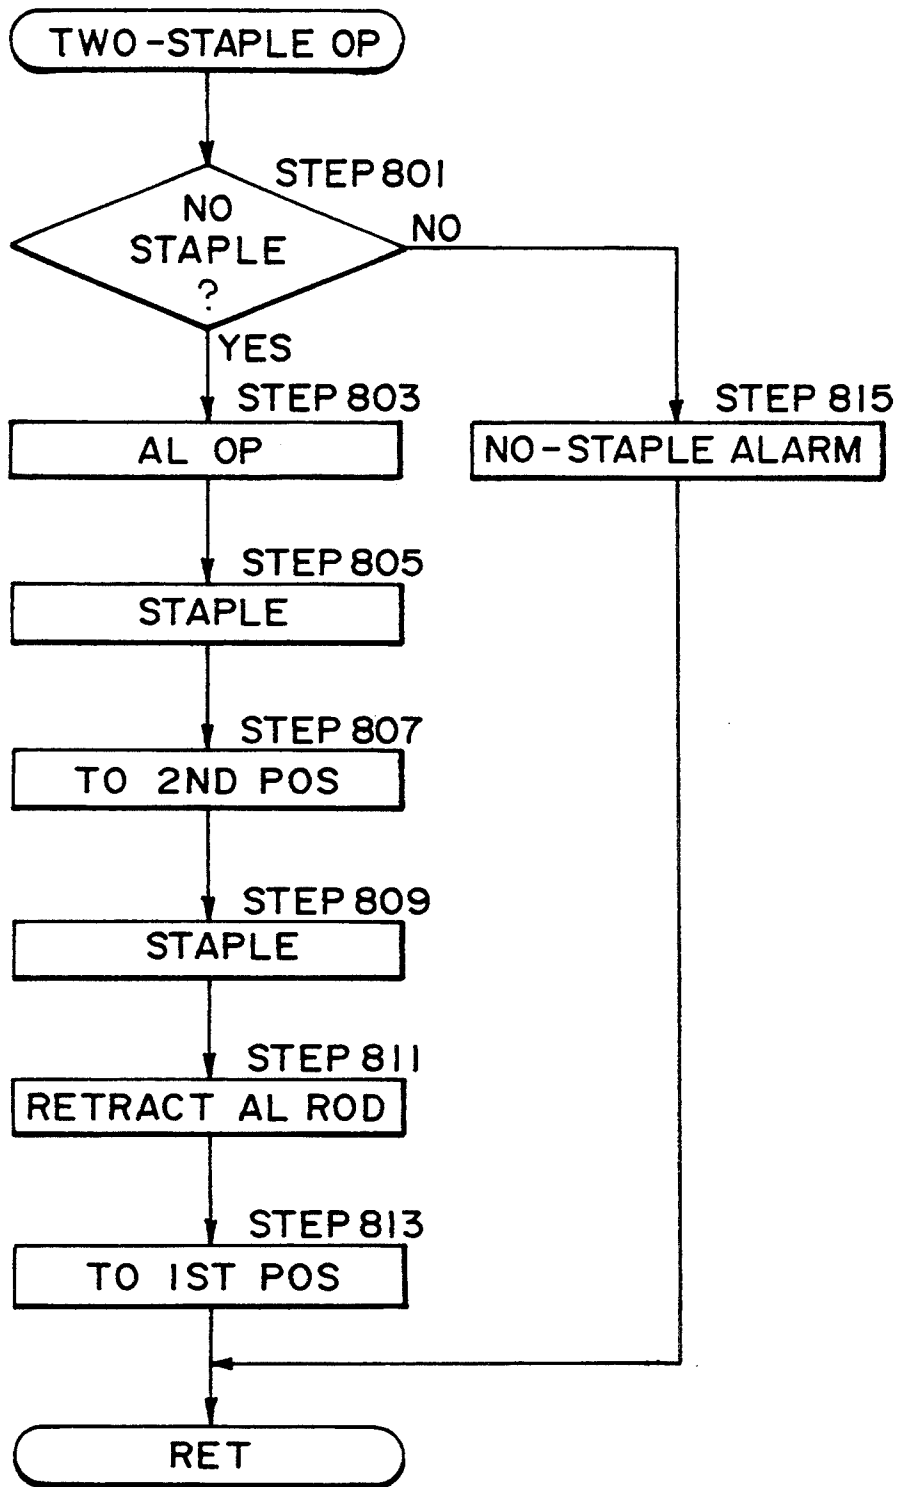 TWO-STAPLE OP
STEP 801
NO
STAPLE
?
NO
YES
STEP 803
AL OP
STEP 815
NO-STAPLE ALARM
STEP 805
STAPLE
STEP 807
TO 2ND POS
STEP 809
STAPLE
STEP 811
RETRACT AL ROD
STEP 813
TO 1ST POS
RET